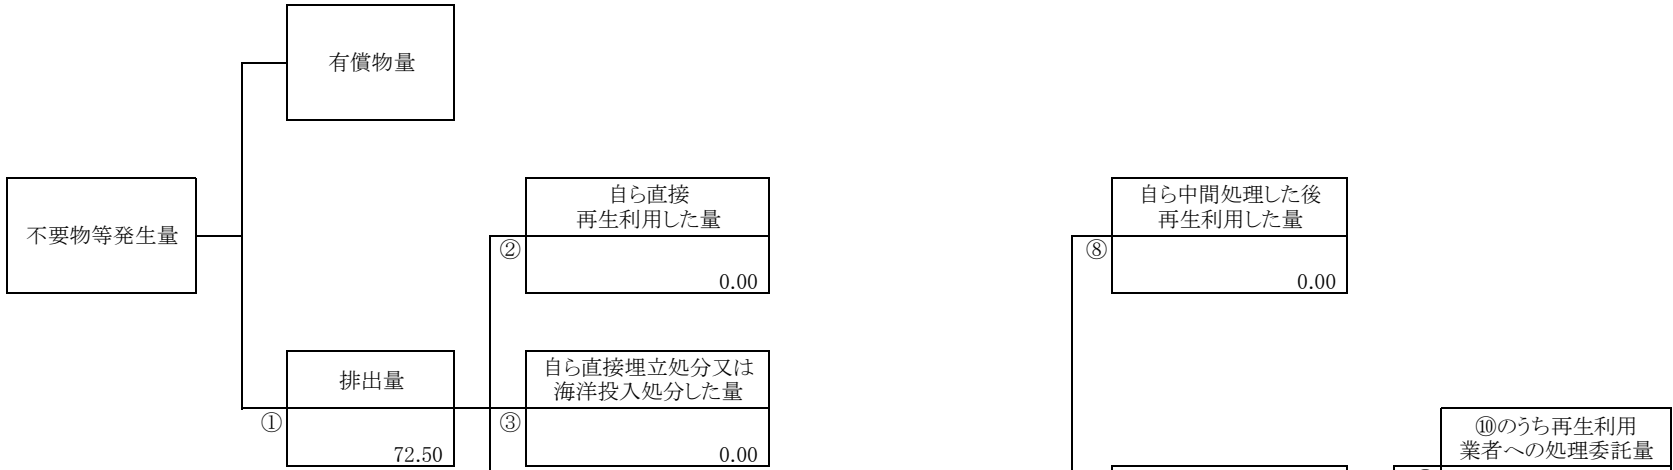 有償物量
不要物等発生量
自ら直接
再生利用した量
②
0.00
自ら中間処理した後
再生利用した量
⑧
0.00
排出量
①
72.50
自ら直接埋立処分又は
海洋投入処分した量
③
0.00
⑩のうち再生利用
業者への処理委託量